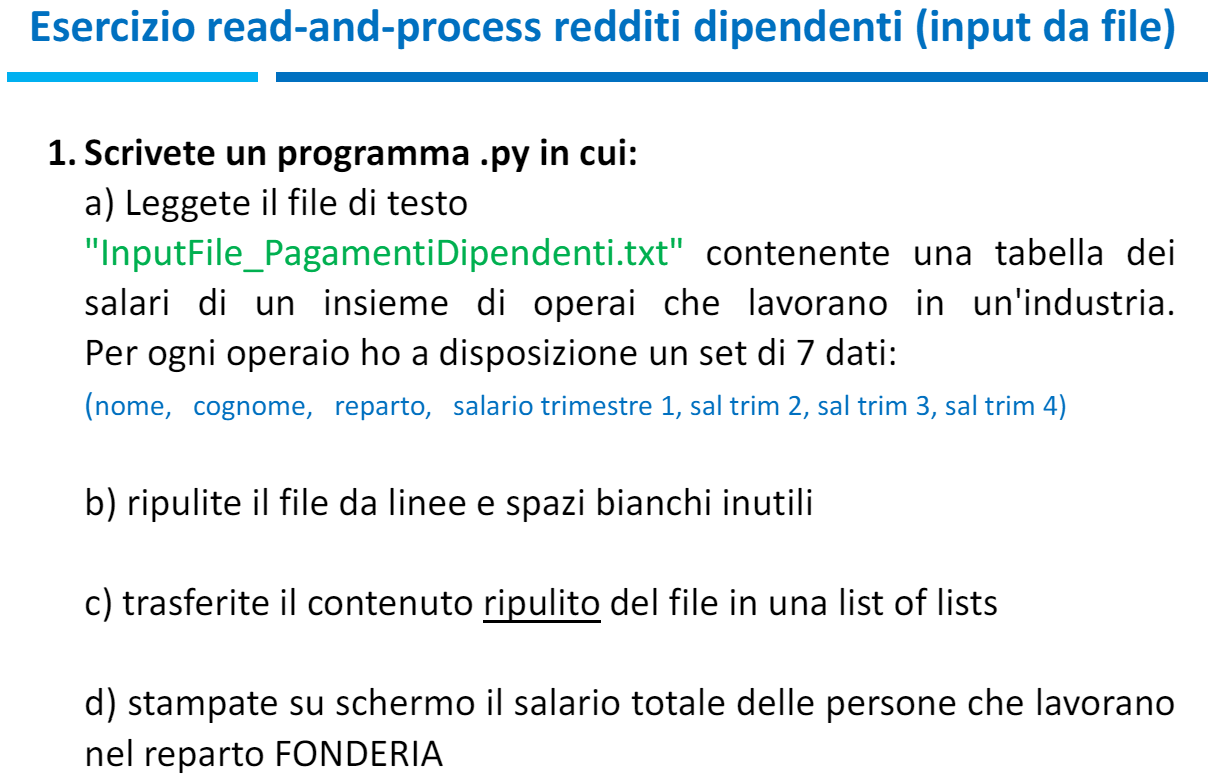 Esercizio read-and-process redditi dipendenti (input da file)
1. Scrivete un programma .py in cui:
a) Leggete il file di testo
"InputFile_PagamentiDipendenti.txt" contenente una tabella dei
salari di un insieme di operai che lavorano in un'industria.
Per ogni operaio ho a disposizione un set di 7 dati:
(nome, cognome, reparto, salario trimestre 1, sal trim 2, sal trim 3, sal trim 4)
b) ripulite il file da linee e spazi bianchi inutili
c) trasferite il contenuto ripulito del file in una list of lists
d) stampate su schermo il salario totale delle persone che lavorano
nel reparto FONDERIA